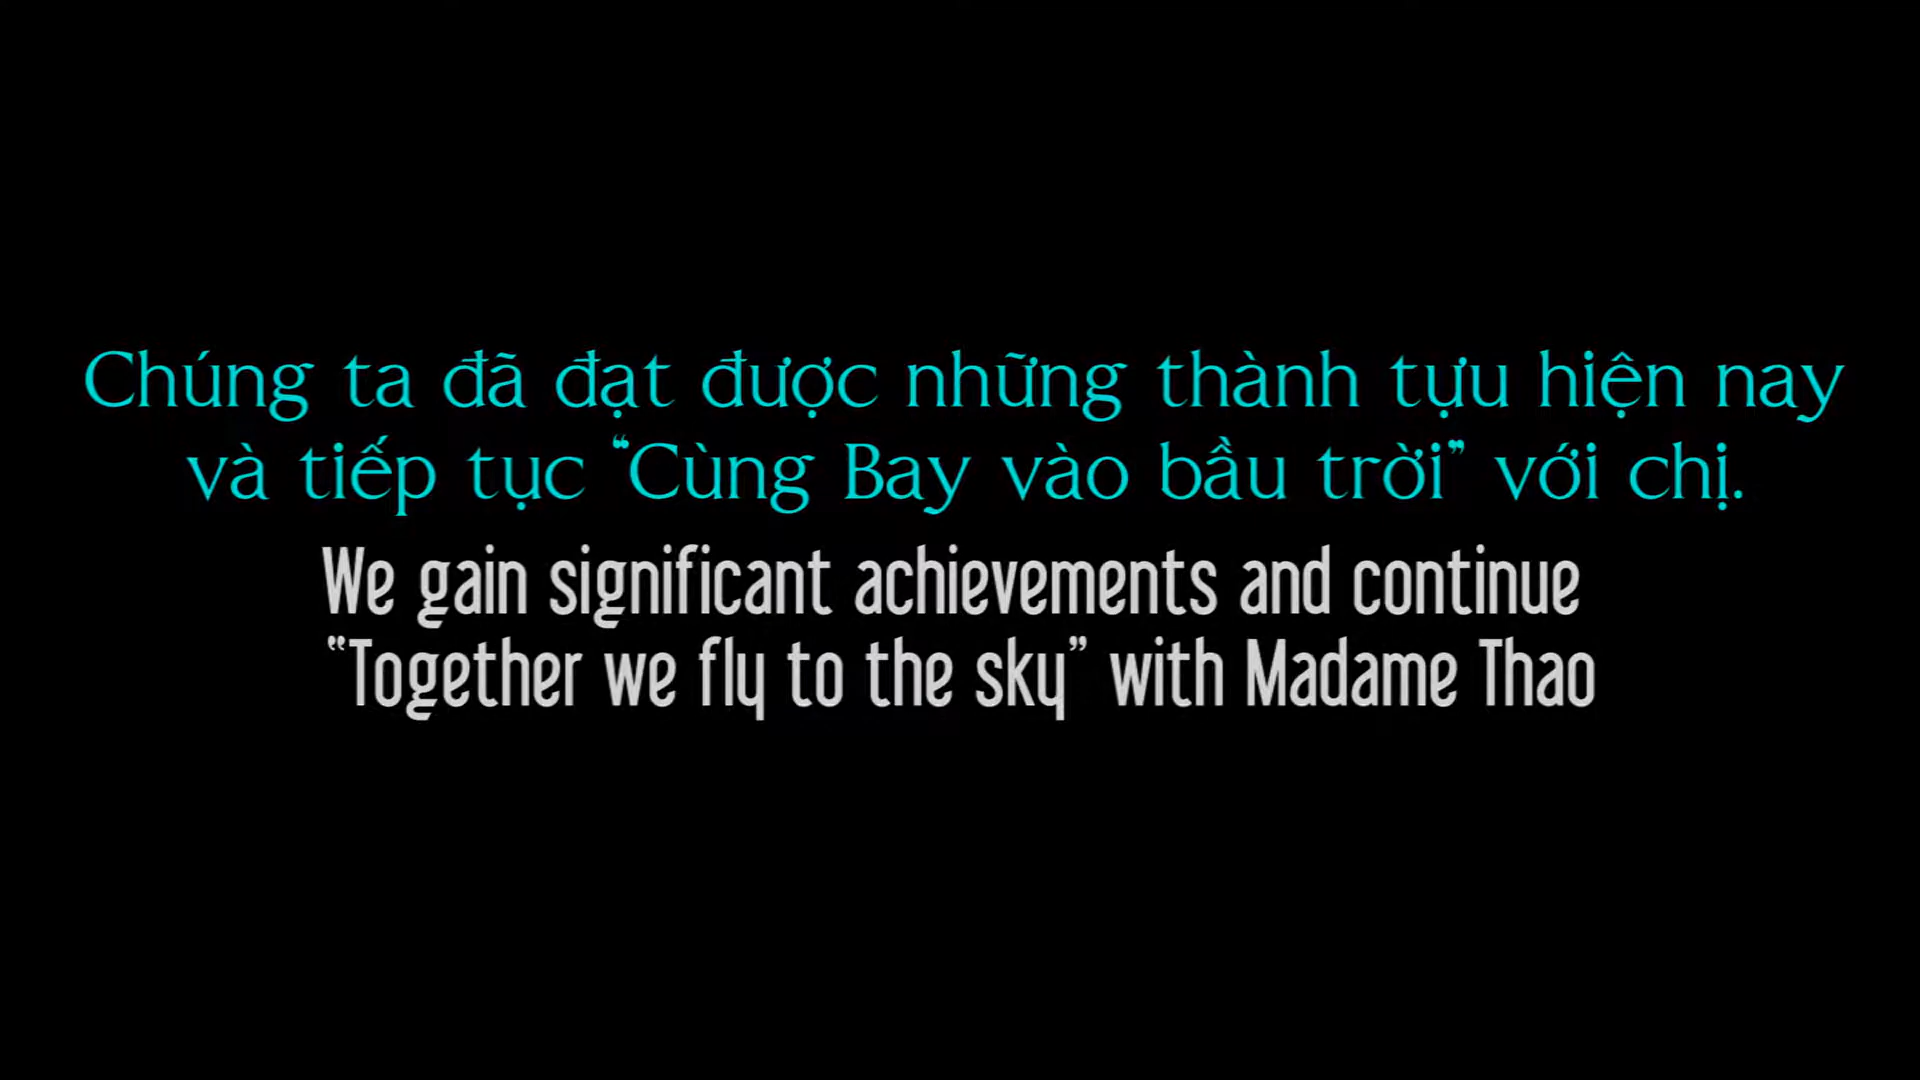 Chúng ta đã đạt được những thành tựu hiện nay
và tiếp tục “Cùng Bay vào bầu trời” với chị.
We gain significant achievements and continue
“Together we fly to the sky” with Madame Thao